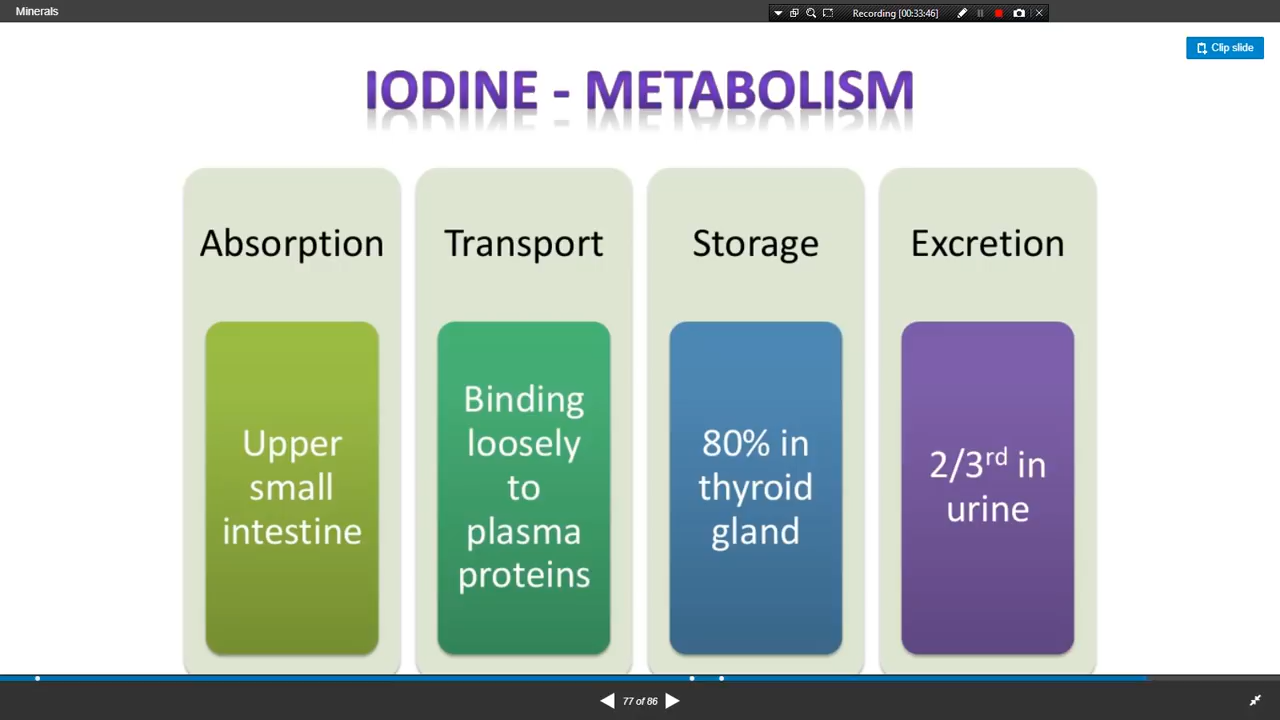 Minerals
Recording [00:33:46]
Clip slide
IODINE - METABOLISM
Absorption
Upper
small
intestine
Transport
Binding
loosely
to
plasma
proteins
Storage
80% in
thyroid
gland
Excretion
2/3rd in
urine
77 of 86